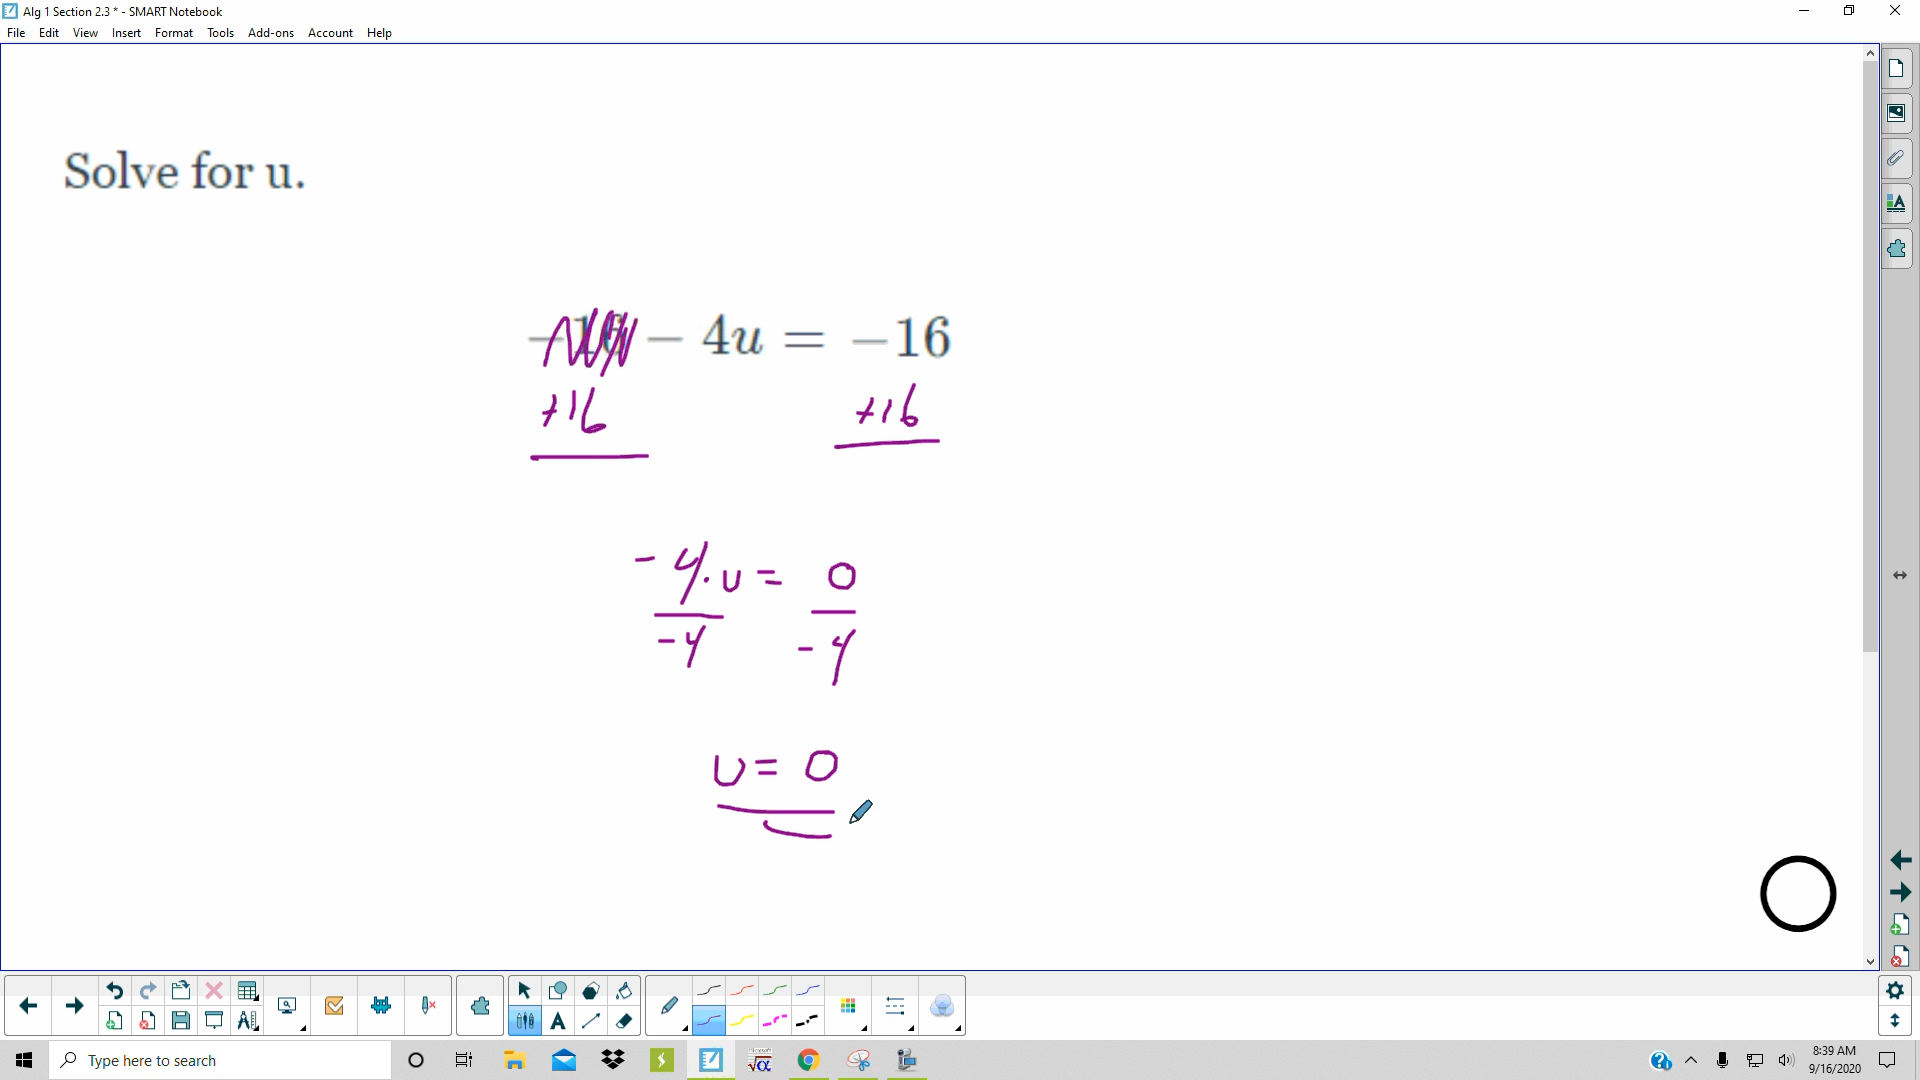 Alg 1 Section 2.3 * - SMART Notebook
File Edit View Insert Format Tools Add-ons Account Help
Solve for u.
-16 - 4u = -16
+16 +16
-4·u = 0
-4 -4
u = 0
Type here to search
8:39 AM
9/16/2020